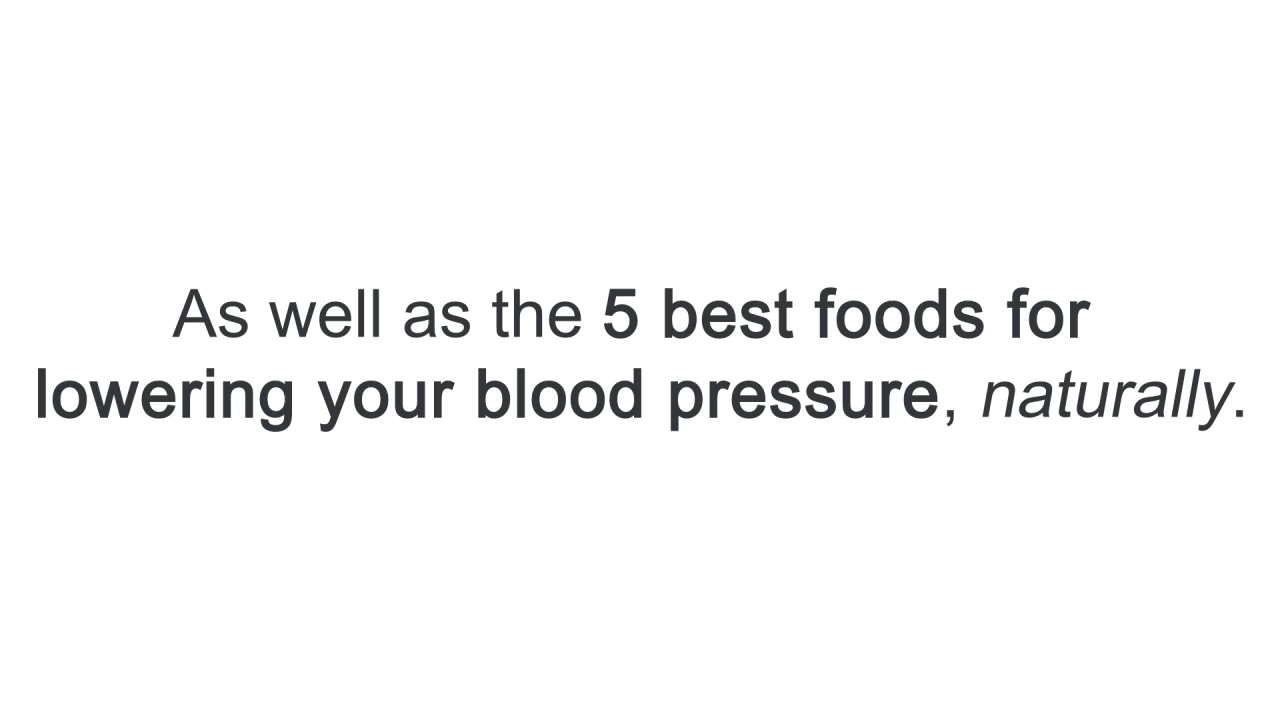 As well as the 5 best foods for
lowering your blood pressure, naturally.